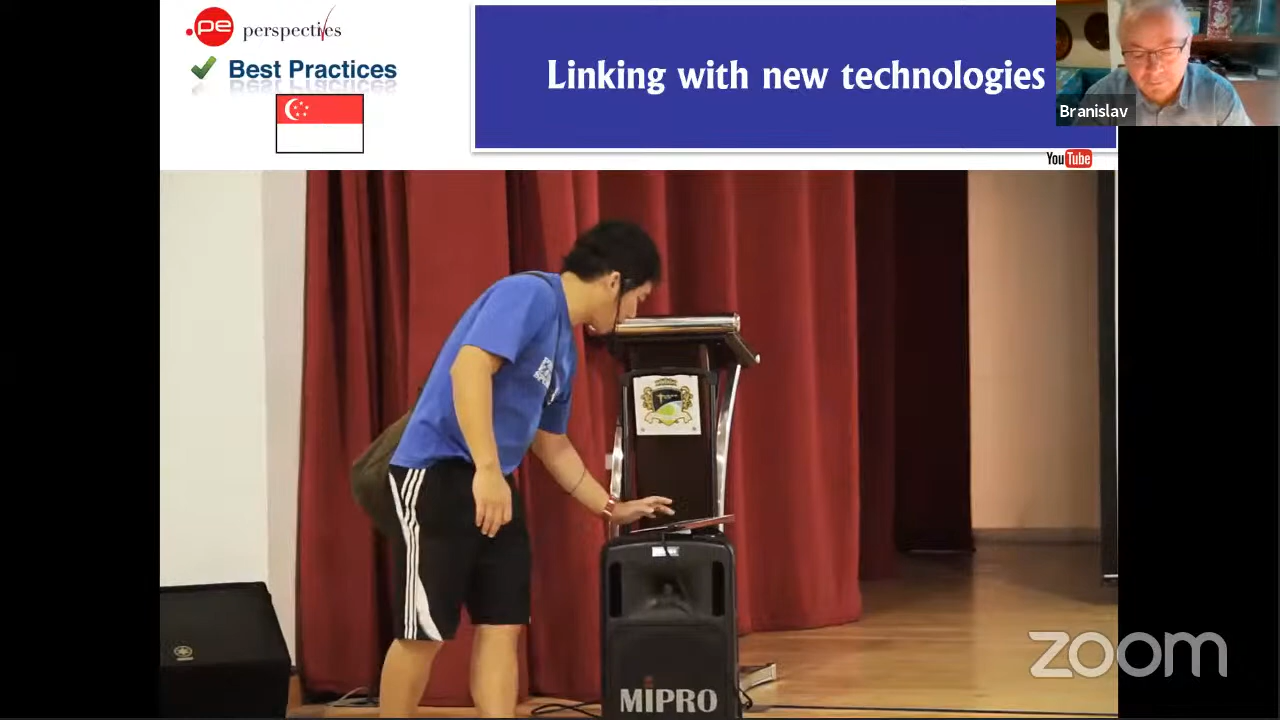 .pe perspectives
Best Practices
Linking with new technologies
Branislav
YouTube
MIPRO
zoom